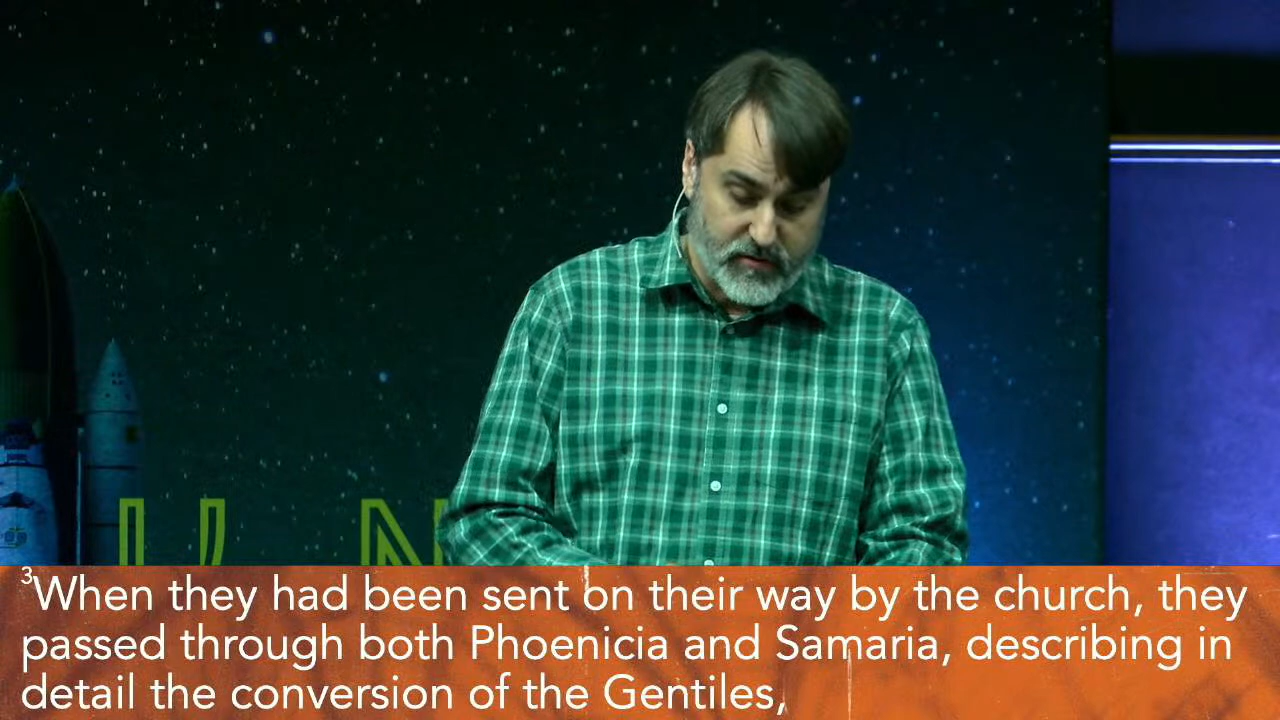 ³When they had been sent on their way by the church, they
passed through both Phoenicia and Samaria, describing in
detail the conversion of the Gentiles,